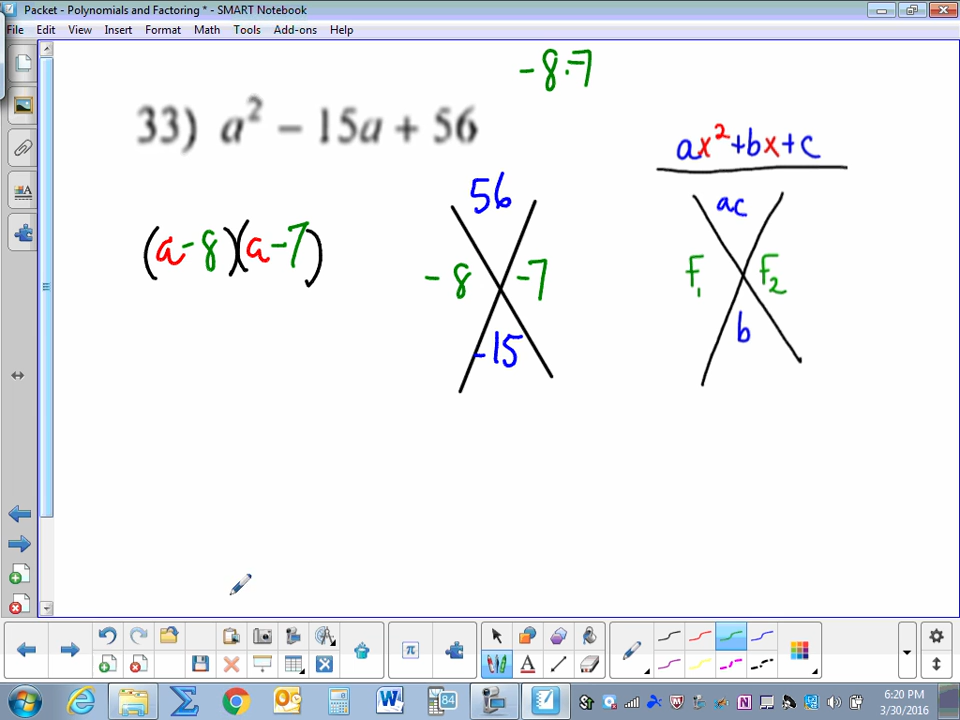 Packet - Polynomials and Factoring * - SMART Notebook
File Edit View Insert Format Math Tools Add-ons Help
-8·-7
33) a² − 15a + 56
ax²+bx+c
56
ac
(a-8)(a-7)
-8 -7
F₁ F₂
-15
b
π
A
84
6:20 PM
3/30/2016